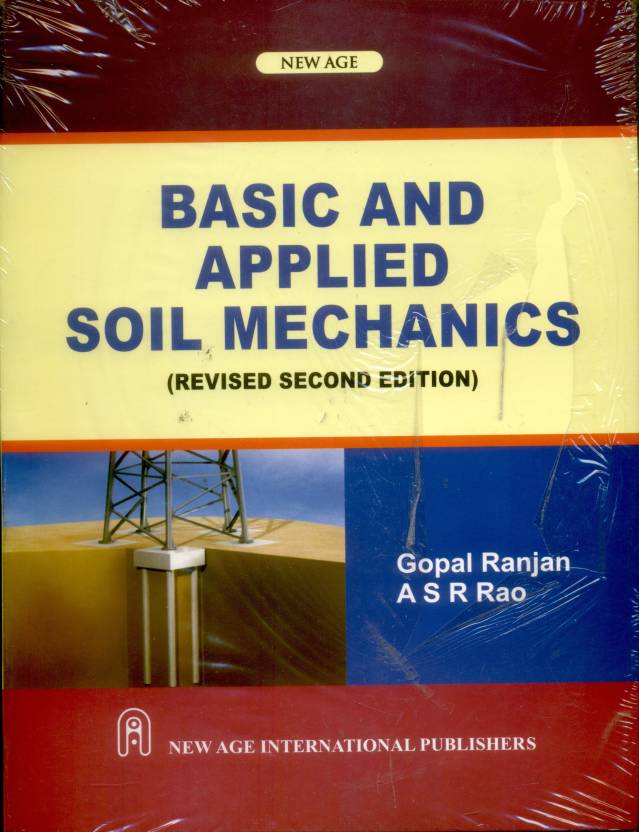 NEW AGE
BASIC AND
APPLIED
SOIL MECHANICS
(REVISED SECOND EDITION)
Gopal Ranjan
A S R Rao
NEW AGE INTERNATIONAL PUBLISHERS